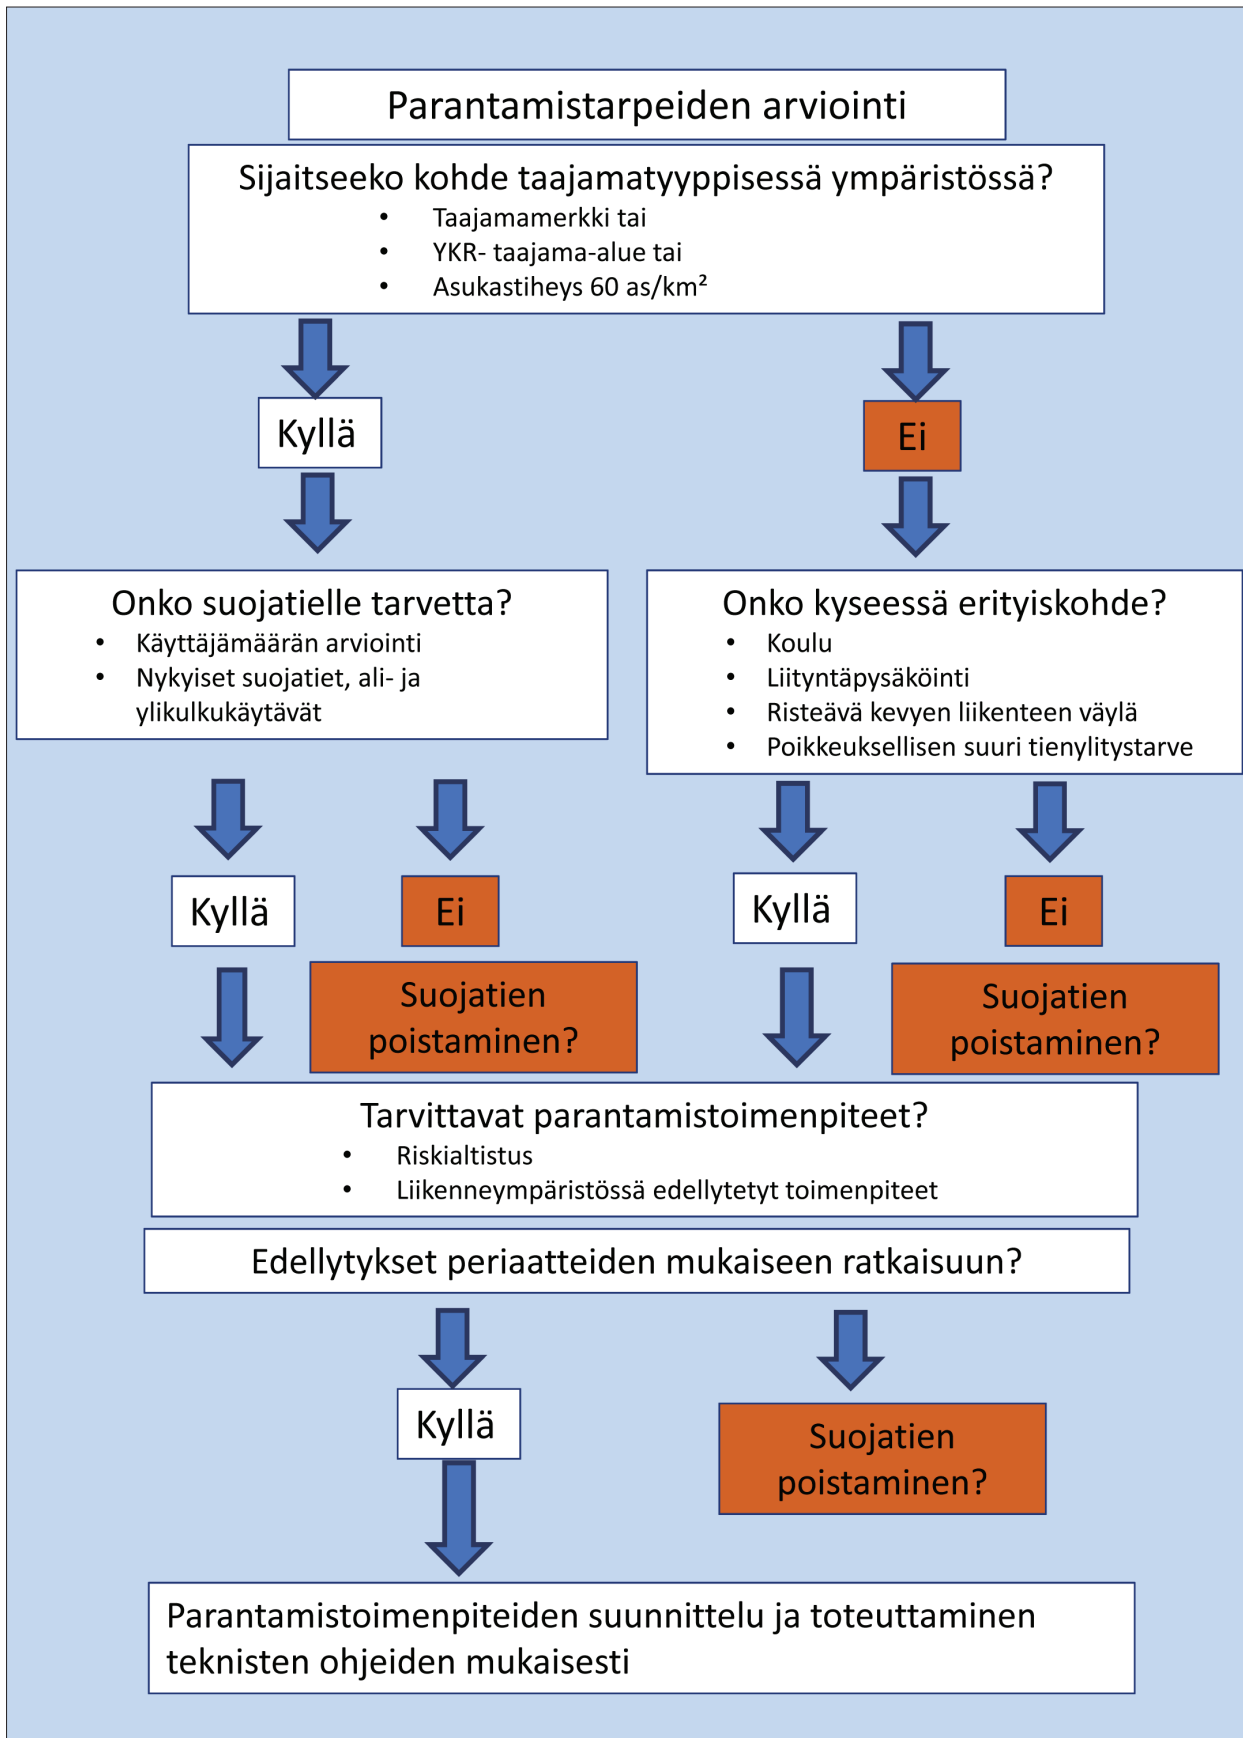 Parantamistarpeiden arviointi
Sijaitseeko kohde taajamatyyppisessä ympäristössä?
• Taajamamerkki tai
• YKR- taajama-alue tai
• Asukastiheys 60 as/km²
Kyllä
Ei
Onko suojatielle tarvetta?
• Käyttäjämäärän arviointi
• Nykyiset suojatiet, ali- ja
ylikulkukäytävät
Onko kyseessä erityiskohde?
• Koulu
• Liityntäpysäköinti
• Risteävä kevyen liikenteen väylä
• Poikkeuksellisen suuri tienylitystarve
Kyllä
Ei
Suojatien
poistaminen?
Kyllä
Ei
Suojatien
poistaminen?
Tarvittavat parantamistoimenpiteet?
• Riskialtistus
• Liikenneympäristössä edellytetyt toimenpiteet
Edellytykset periaatteiden mukaiseen ratkaisuun?
Kyllä
Suojatien
poistaminen?
Parantamistoimenpiteiden suunnittelu ja toteuttaminen
teknisten ohjeiden mukaisesti